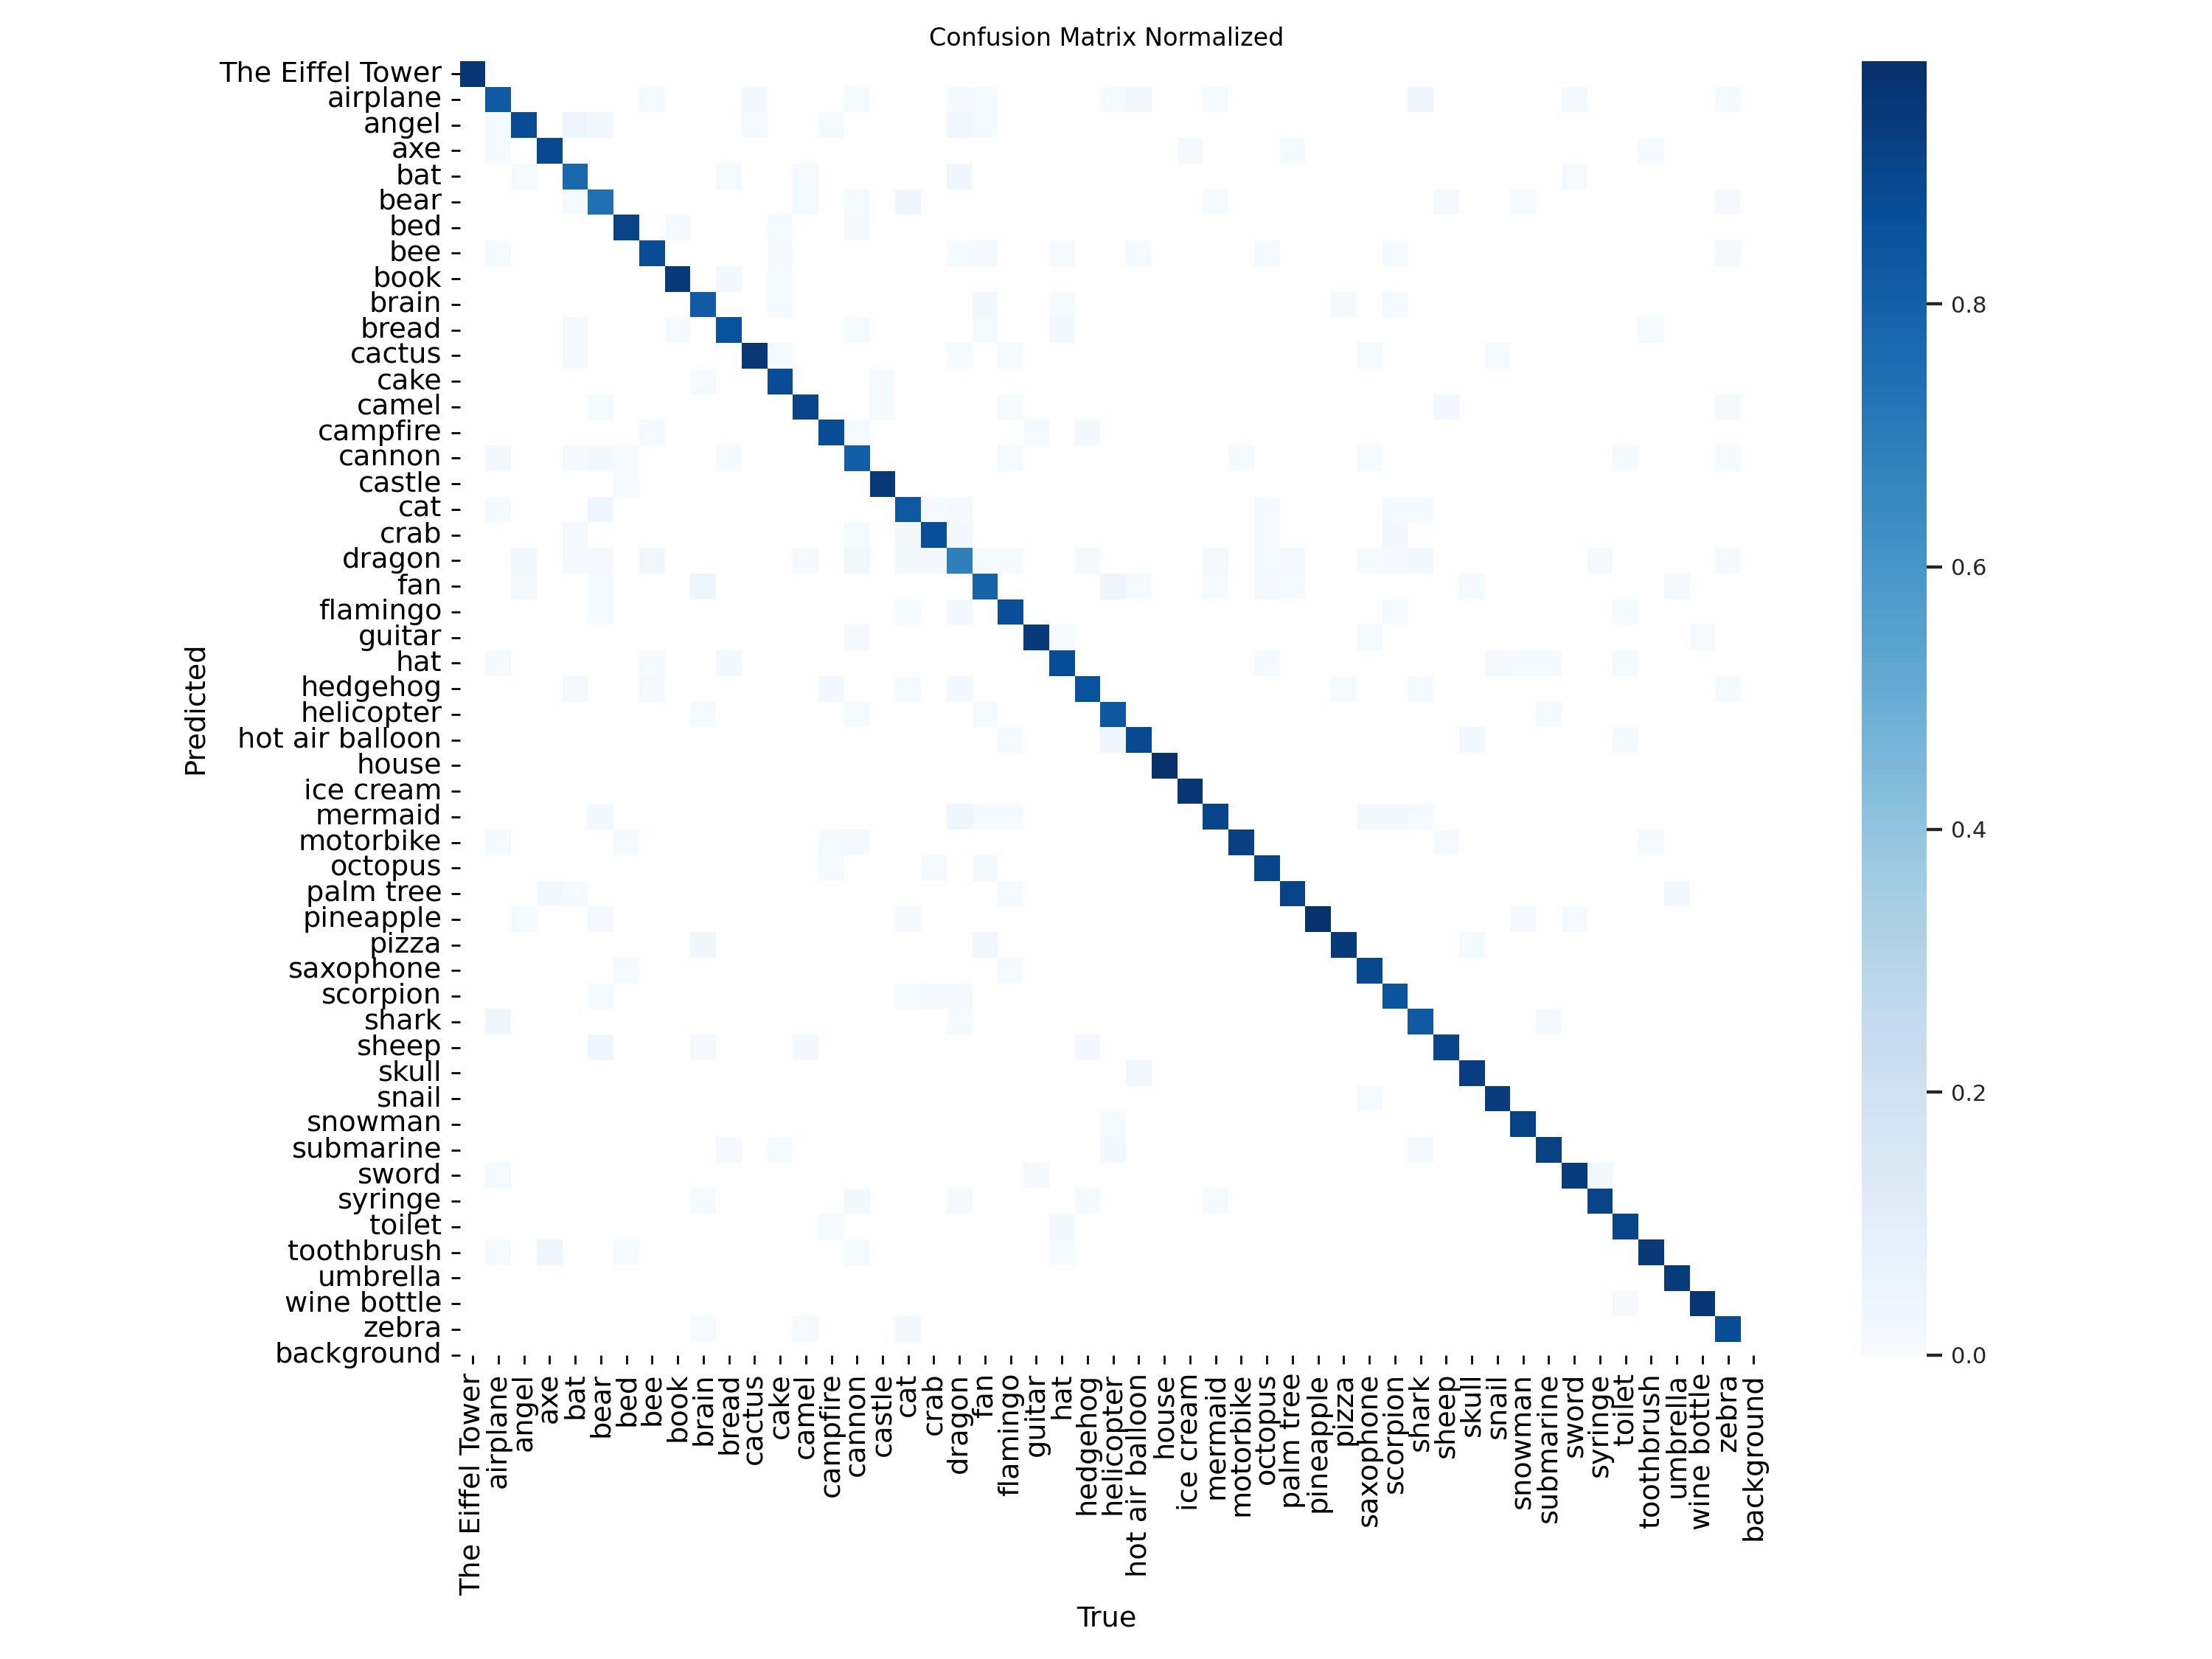 Confusion Matrix Normalized
The Eiffel Tower
airplane
angel
axe
bat
bear
bed
bee
book
brain
bread
cactus
cake
camel
campfire
cannon
castle
cat
crab
dragon
fan
flamingo
guitar
hat
hedgehog
helicopter
hot air balloon
house
ice cream
mermaid
motorbike
octopus
palm tree
pineapple
pizza
saxophone
scorpion
shark
sheep
skull
snail
snowman
submarine
sword
syringe
toilet
toothbrush
umbrella
wine bottle
zebra
background
Predicted
The Eiffel Tower
airplane
angel
axe
bat
bear
bed
bee
book
brain
bread
cactus
cake
camel
campfire
cannon
castle
cat
crab
dragon
fan
flamingo
guitar
hat
hedgehog
helicopter
hot air balloon
house
ice cream
mermaid
motorbike
octopus
palm tree
pineapple
pizza
saxophone
scorpion
shark
sheep
skull
snail
snowman
submarine
sword
syringe
toilet
toothbrush
umbrella
wine bottle
zebra
background
True
0.8
0.6
0.4
0.2
0.0